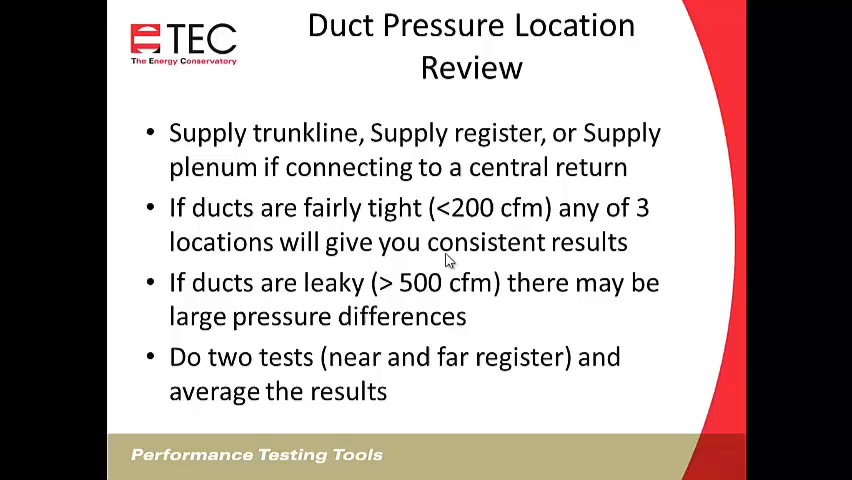 TEC
The Energy Conservatory
Duct Pressure Location
Review
• Supply trunkline, Supply register, or Supply
plenum if connecting to a central return
• If ducts are fairly tight (<200 cfm) any of 3
locations will give you consistent results
• If ducts are leaky (> 500 cfm) there may be
large pressure differences
• Do two tests (near and far register) and
average the results
Performance Testing Tools